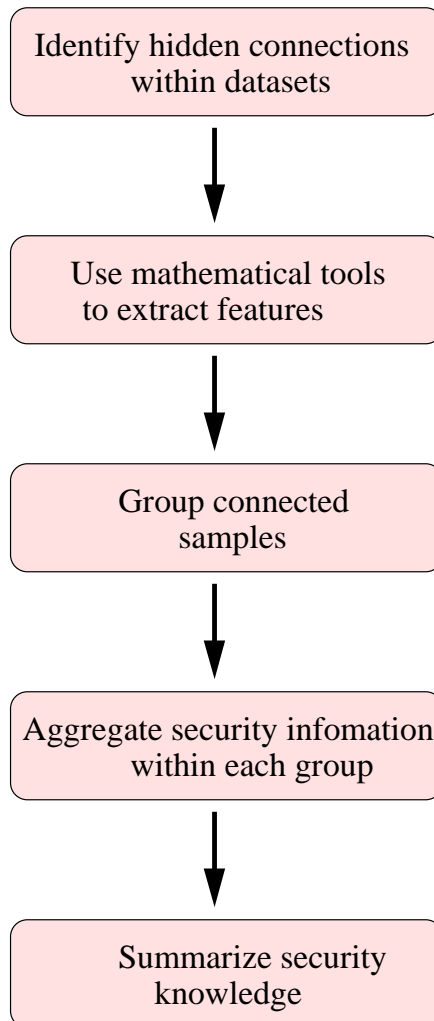 Identify hidden connections
within datasets
Use mathematical tools
to extract features
Group connected
samples
Aggregate security infomation
within each group
Summarize security
knowledge